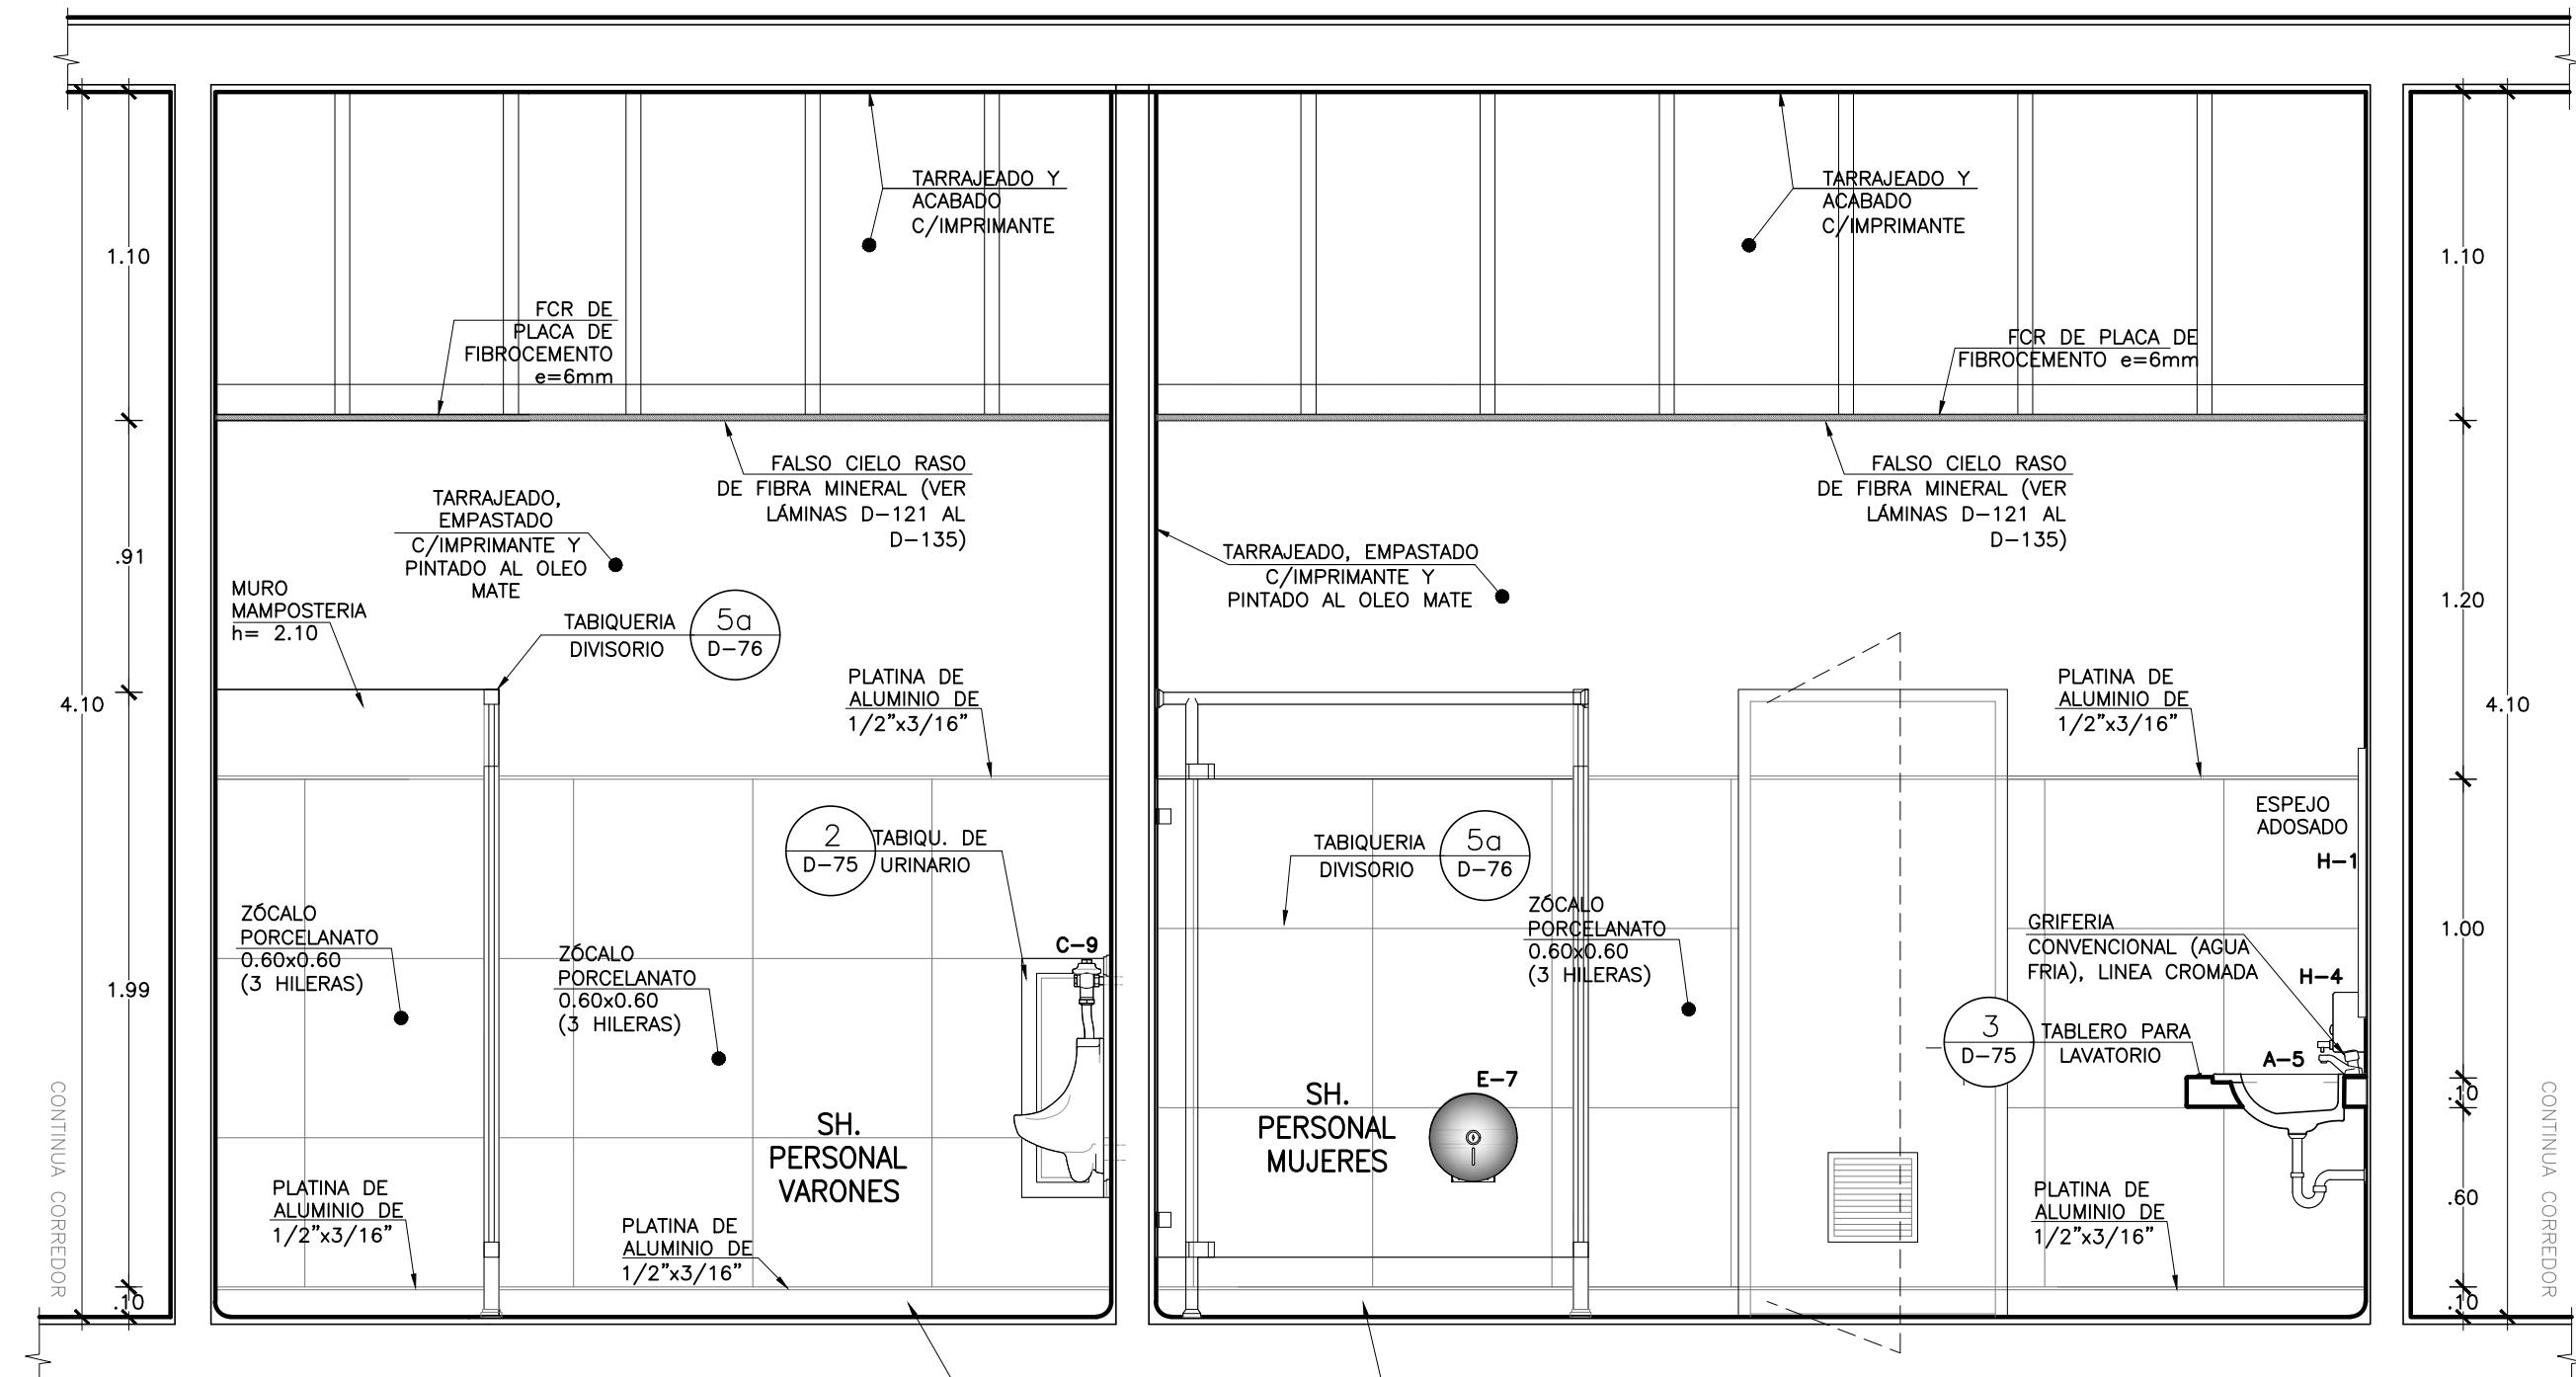 TARRAJEADO Y
ACABADO
C/IMPRIMANTE
TARRAJEADO Y
ACABADO
C/IMPRIMANTE
1.10
1.10
FCR DE
PLACA DE
FIBROCEMENTO
e=6mm
FCR DE PLACA DE
FIBROCEMENTO e=6mm
FALSO CIELO RASO
DE FIBRA MINERAL (VER
LÁMINAS D-121 AL
D-135)
FALSO CIELO RASO
DE FIBRA MINERAL (VER
LÁMINAS D-121 AL
D-135)
TARRAJEADO,
EMPASTADO
C/IMPRIMANTE Y
PINTADO AL OLEO
MATE
TARRAJEADO, EMPASTADO
C/IMPRIMANTE Y
PINTADO AL OLEO MATE
.91
1.20
MURO
MAMPOSTERIA
h= 2.10
TABIQUERIA
DIVISORIO
5a
D-76
PLATINA DE
ALUMINIO DE
1/2"x3/16"
PLATINA DE
ALUMINIO DE
1/2"x3/16"
4.10
4.10
2
D-75
TABIQU. DE
URINARIO
TABIQUERIA
DIVISORIO
5a
D-76
ESPEJO
ADOSADO
H-1
ZÓCALO
PORCELANATO
0.60x0.60
(3 HILERAS)
ZÓCALO
PORCELANATO
0.60x0.60
(3 HILERAS)
C-9
ZÓCALO
PORCELANATO
0.60x0.60
(3 HILERAS)
GRIFERIA
CONVENCIONAL (AGUA
FRIA), LINEA CROMADA
H-4
1.00
1.99
3
D-75
TABLERO PARA
LAVATORIO
A-5
E-7
SH.
PERSONAL
VARONES
SH.
PERSONAL
MUJERES
.10
.60
PLATINA DE
ALUMINIO DE
1/2"x3/16"
PLATINA DE
ALUMINIO DE
1/2"x3/16"
PLATINA DE
ALUMINIO DE
1/2"x3/16"
.10
.10
CONTINUA CORREDOR
CONTINUA CORREDOR